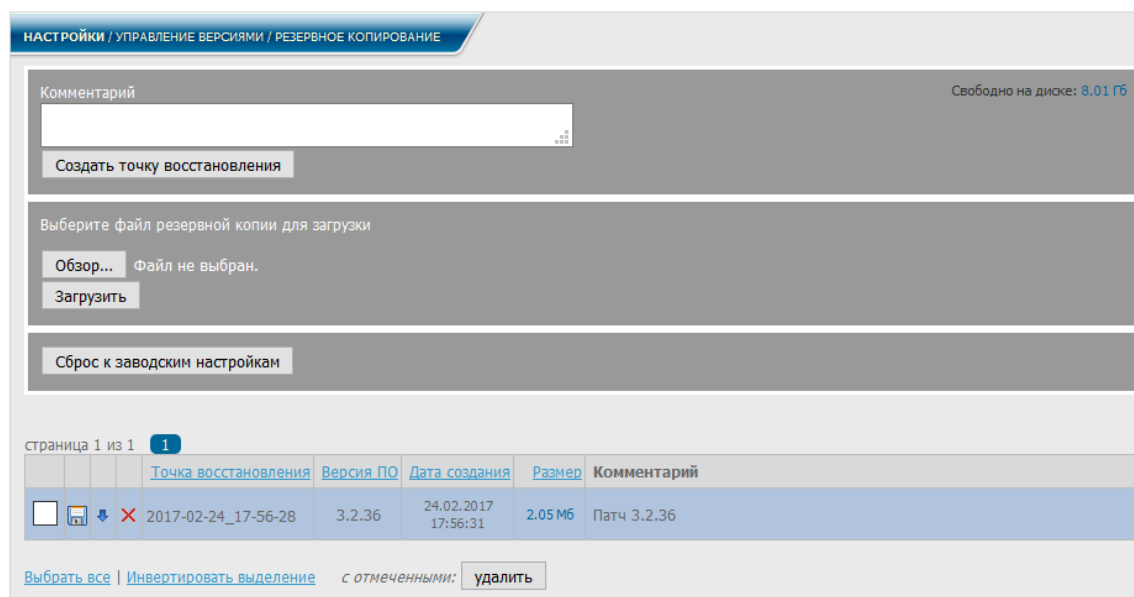 НАСТРОЙКИ / УПРАВЛЕНИЕ ВЕРСИЯМИ / РЕЗЕРВНОЕ КОПИРОВАНИЕ
Комментарий
Свободно на диске: 8.01 Гб
Создать точку восстановления
Выберите файл резервной копии для загрузки
Обзор... Файл не выбран.
Загрузить
Сброс к заводским настройкам
страница 1 из 1 1
Точка восстановления Версия ПО Дата создания Размер Комментарий
2017-02-24_17-56-28 3.2.36 24.02.2017 17:56:31 2.05 Мб Патч 3.2.36
Выбрать все | Инвертировать выделение с отмеченными: удалить